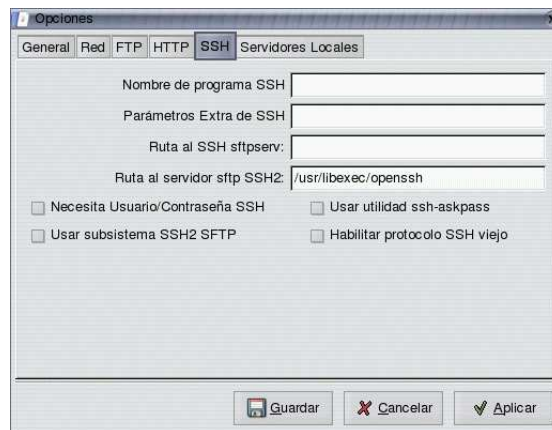 Opciones
General Red FTP HTTP SSH Servidores Locales
Nombre de programa SSH
Parámetros Extra de SSH
Ruta al SSH sftpserv:
Ruta al servidor sftp SSH2: /usr/libexec/openssh
Necesita Usuario/Contraseña SSH Usar utilidad ssh-askpass
Usar subsistema SSH2 SFTP Habilitar protocolo SSH viejo
Guardar Cancelar Aplicar